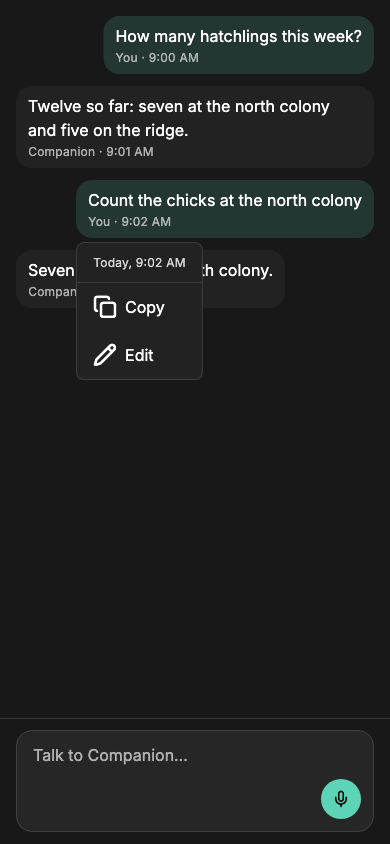 How many hatchlings this week?
You · 9:00 AM
Twelve so far: seven at the north colony
and five on the ridge.
Companion · 9:01 AM
Count the chicks at the north colony
You · 9:02 AM
Seven
colony.
Today, 9:02 AM
Copy
Edit
Talk to Companion...